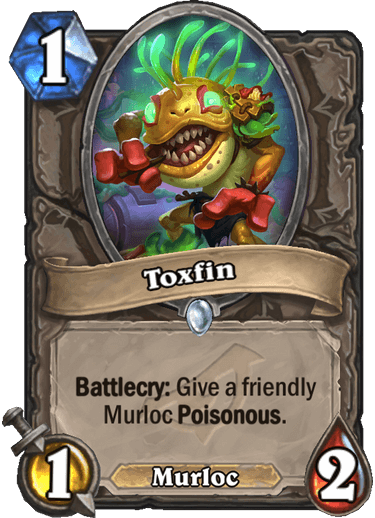 1
Toxfin
Battlecry: Give a friendly
Murloc Poisonous.
1
Murloc
2